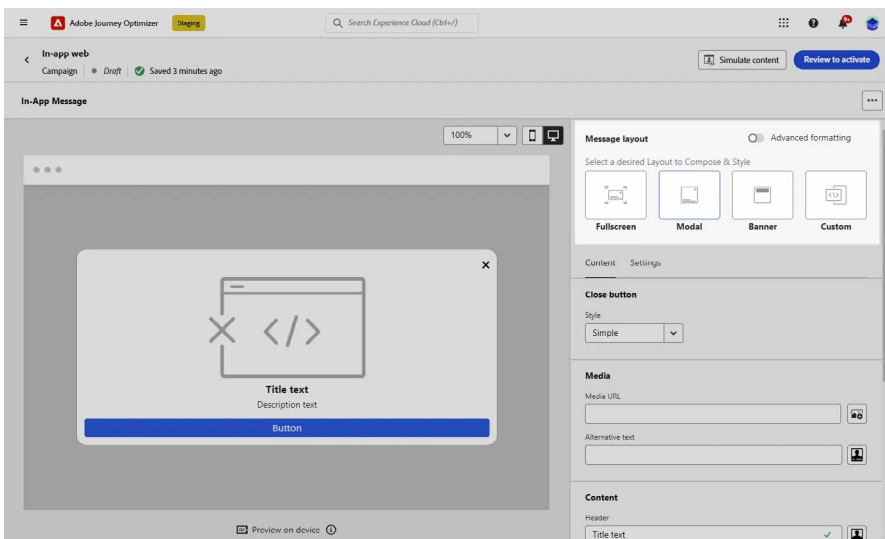 Adobe Journey Optimizer
Staging
Search Experience Cloud (Ctrl+/)
9+
In-app web
Campaign
Draft
Saved 3 minutes ago
Simulate content
Review to activate
In-App Message
100%
Message layout
Advanced formatting
Select a desired Layout to Compose & Style
Fullscreen
Modal
Banner
Custom
Content
Settings
Close button
Style
Simple
Media
Media URL
Alternative text
Content
Header
Title text
</>
Title text
Description text
Button
Preview on device